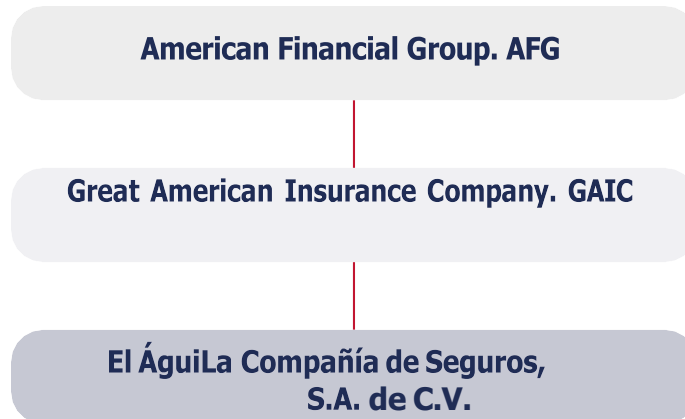 American Financial Group. AFG
Great American Insurance Company. GAIC
El ÁguiLa Compañía de Seguros,
S.A. de C.V.